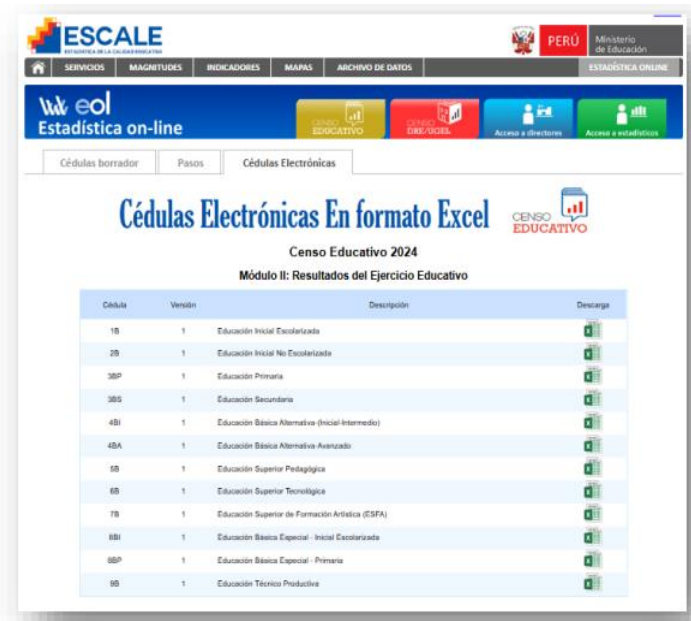 ESCALE
ESTADÍSTICA DE LA CALIDAD EDUCATIVA
PERÚ
Ministerio
de Educación
SERVICIOS MAGNITUDES INDICADORES MAPAS ARCHIVO DE DATOS ESTADÍSTICA ONLINE
eol
Estadística on-line
CENSO
EDUCATIVO
CENSO
DRE/UGEL
Acceso a directores
Acceso a estadísticos
Cédulas borrador Pasos Cédulas Electrónicas
Cédulas Electrónicas En formato Excel
CENSO
EDUCATIVO
Censo Educativo 2024
Módulo II: Resultados del Ejercicio Educativo
Cédula Versión Descripción Descarga
1B 1 Educación Inicial Escolarizada
2B 1 Educación Inicial No Escolarizada
3BP 1 Educación Primaria
3BS 1 Educación Secundaria
4BI 1 Educación Básica Alternativa-(Inicial-Intermedio)
4BA 1 Educación Básica Alternativa-Avanzado
5B 1 Educación Superior Pedagógica
6B 1 Educación Superior Tecnológica
7B 1 Educación Superior de Formación Artística (ESFA)
8BI 1 Educación Básica Especial - Inicial Escolarizada
8BP 1 Educación Básica Especial - Primaria
9B 1 Educación Técnico Productiva